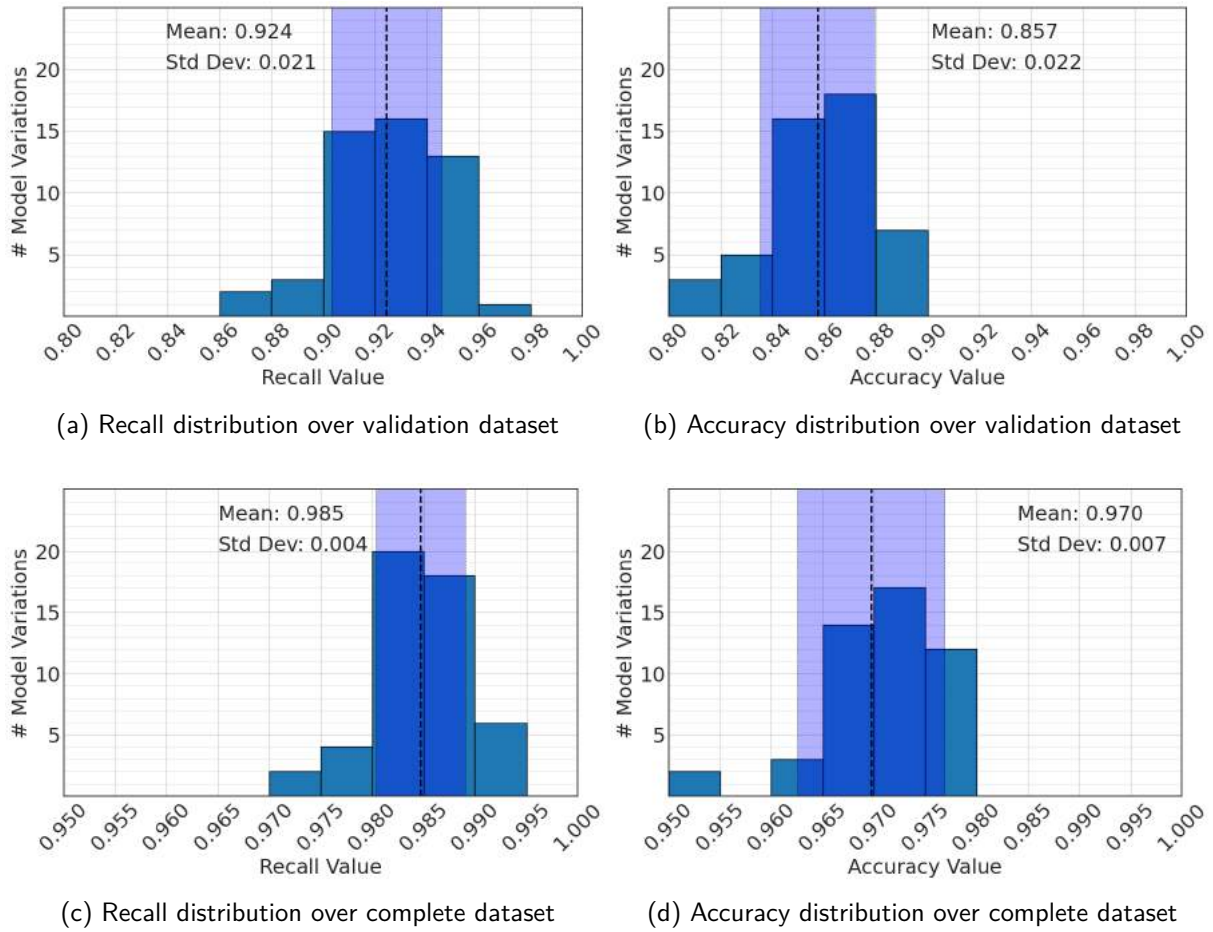 Mean: 0.924
Std Dev: 0.021
# Model Variations
20
15
10
5
0.80 0.82 0.84 0.86 0.88 0.90 0.92 0.94 0.96 0.98 1.00
Recall Value
(a) Recall distribution over validation dataset
Mean: 0.857
Std Dev: 0.022
# Model Variations
20
15
10
5
0.80 0.82 0.84 0.86 0.88 0.90 0.92 0.94 0.96 0.98 1.00
Accuracy Value
(b) Accuracy distribution over validation dataset
Mean: 0.985
Std Dev: 0.004
# Model Variations
20
15
10
5
0.950 0.955 0.960 0.965 0.970 0.975 0.980 0.985 0.990 0.995 1.000
Recall Value
(c) Recall distribution over complete dataset
Mean: 0.970
Std Dev: 0.007
# Model Variations
20
15
10
5
0.950 0.955 0.960 0.965 0.970 0.975 0.980 0.985 0.990 0.995 1.000
Accuracy Value
(d) Accuracy distribution over complete dataset